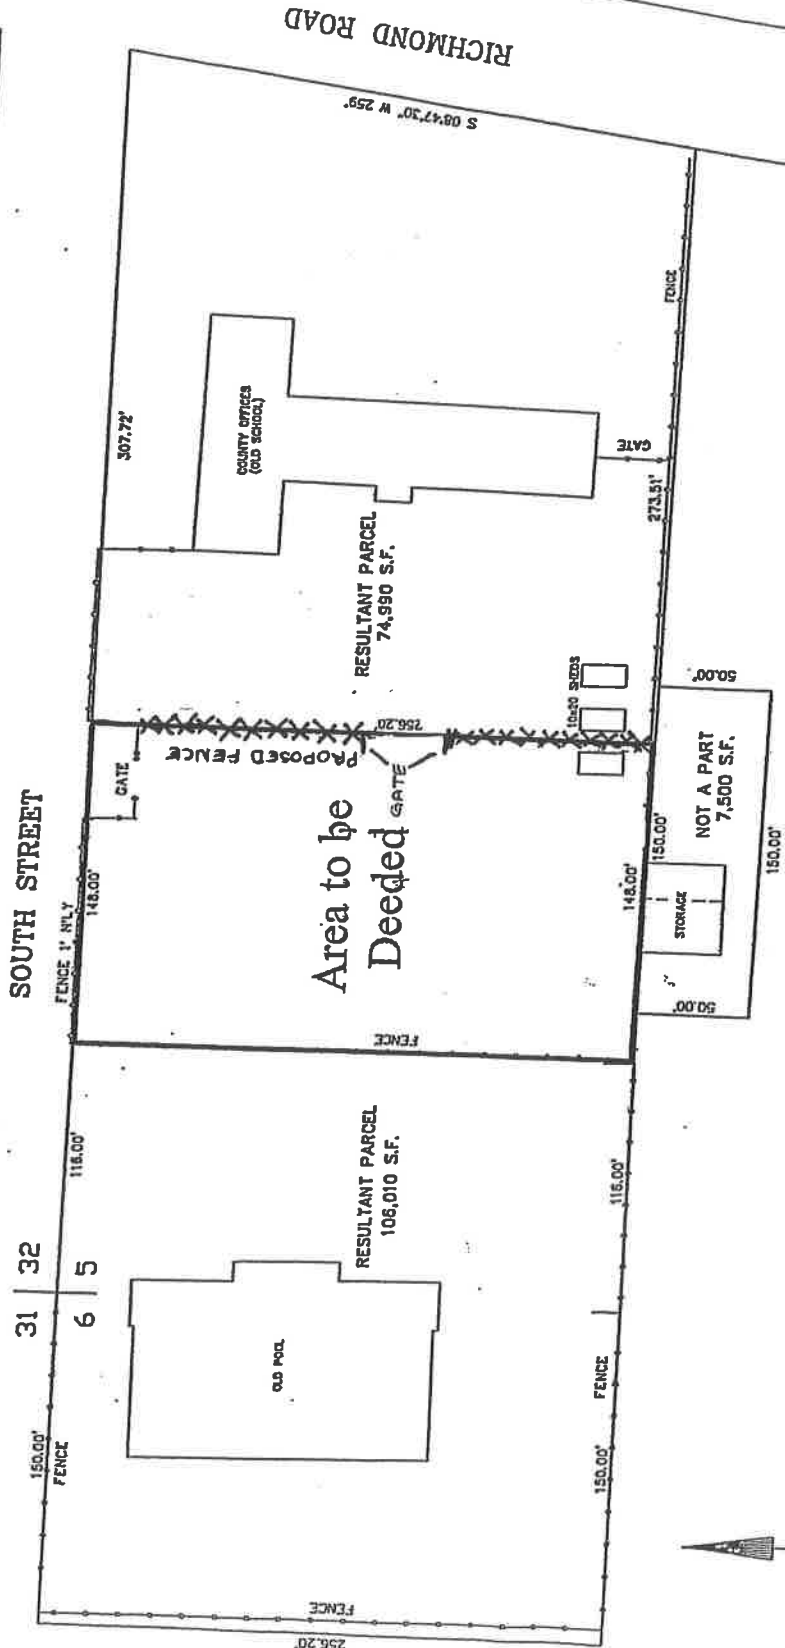 RICHMOND ROAD
S 08°47'30" W 259'
307.72'
COUNTY OFFICES
(OLD SCHOOL)
FENCE
GATE
273.51'
RESULTANT PARCEL
74,990 S.F.
10x20 SHEDS
50.00'
256.20'
PROPOSED FENCE
GATE
GATE
SOUTH STREET
FENCE 1' N'LY
148.00'
Area to be
Deeded
148.00'
150.00'
NOT A PART
7,500 S.F.
STORAGE
150.00'
50.00'
FENCE
116.00'
RESULTANT PARCEL
106,010 S.F.
116.00'
31 32
6 5
OLD POOL
150.00'
FENCE
FENCE
150.00'
FENCE
256.20'